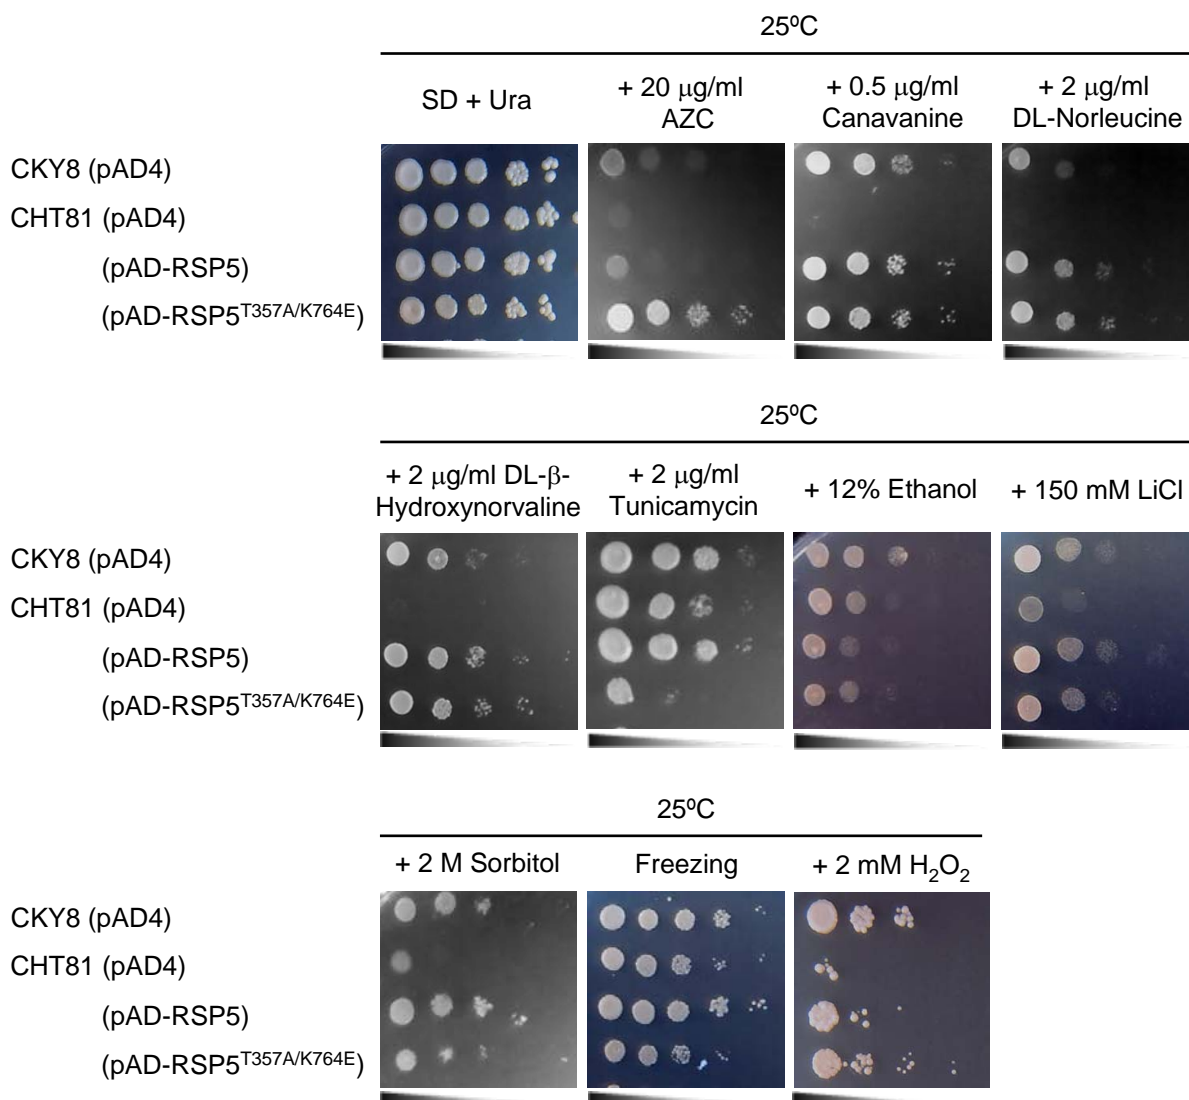 25ºC
SD + Ura
+ 20 μg/ml
AZC
+ 0.5 μg/ml
Canavanine
+ 2 μg/ml
DL-Norleucine
CKY8 (pAD4)
CHT81 (pAD4)
(pAD-RSP5)
(pAD-RSP5T357A/K764E)
25ºC
+ 2 μg/ml DL-β-
Hydroxynorvaline
+ 2 μg/ml
Tunicamycin
+ 12% Ethanol
+ 150 mM LiCl
CKY8 (pAD4)
CHT81 (pAD4)
(pAD-RSP5)
(pAD-RSP5T357A/K764E)
25ºC
+ 2 M Sorbitol
Freezing
+ 2 mM H2O2
CKY8 (pAD4)
CHT81 (pAD4)
(pAD-RSP5)
(pAD-RSP5T357A/K764E)